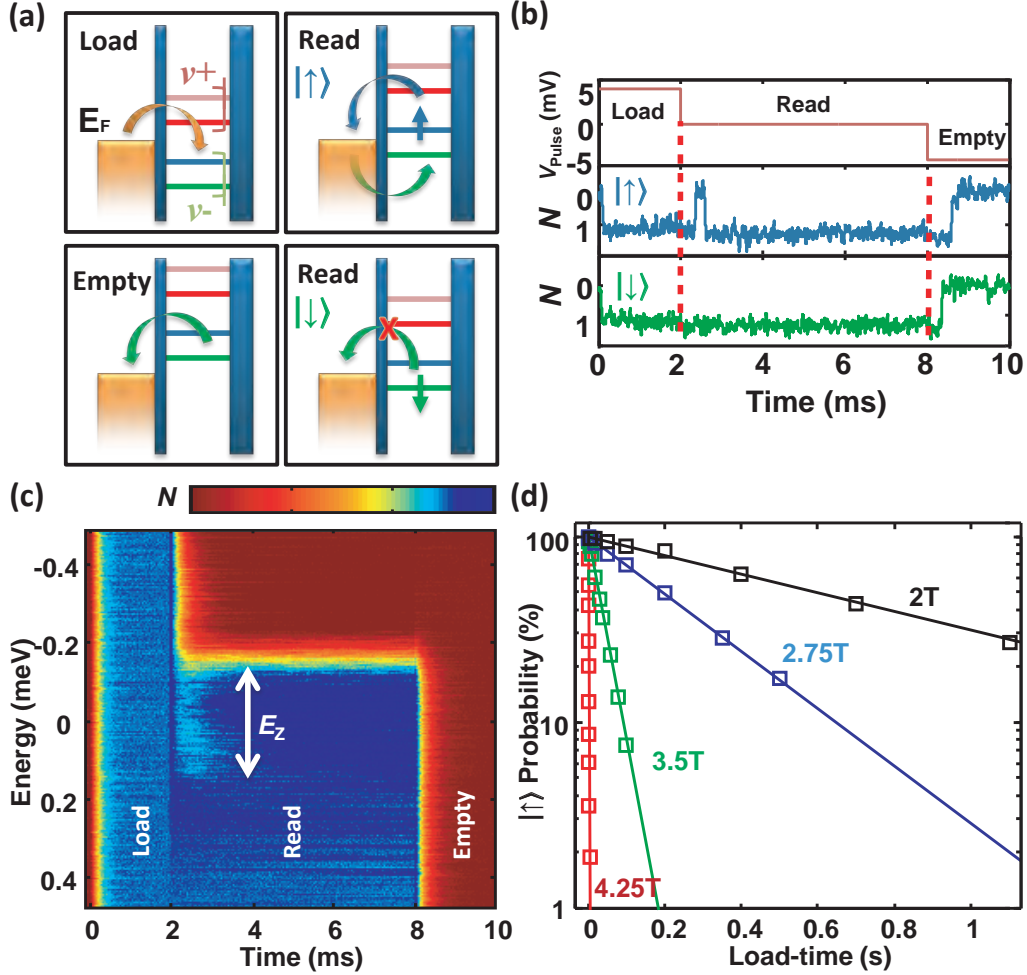 (a)
Load
v+
E_F
v-
Read
|↑⟩
Empty
Read
|↓⟩
X
(b)
V_Pulse (mV)
5
0
-5
Load
Read
Empty
N
0
1
|↑⟩
N
0
1
|↓⟩
0 2 4 6 8 10
Time (ms)
(c)
N
Energy (meV)
-0.4
-0.2
0
0.2
0.4
E_Z
Load
Read
Empty
0 2 4 6 8 10
Time (ms)
(d)
|↑⟩ Probability (%)
100
10
1
2T
2.75T
3.5T
4.25T
0 0.2 0.4 0.6 0.8 1
Load-time (s)